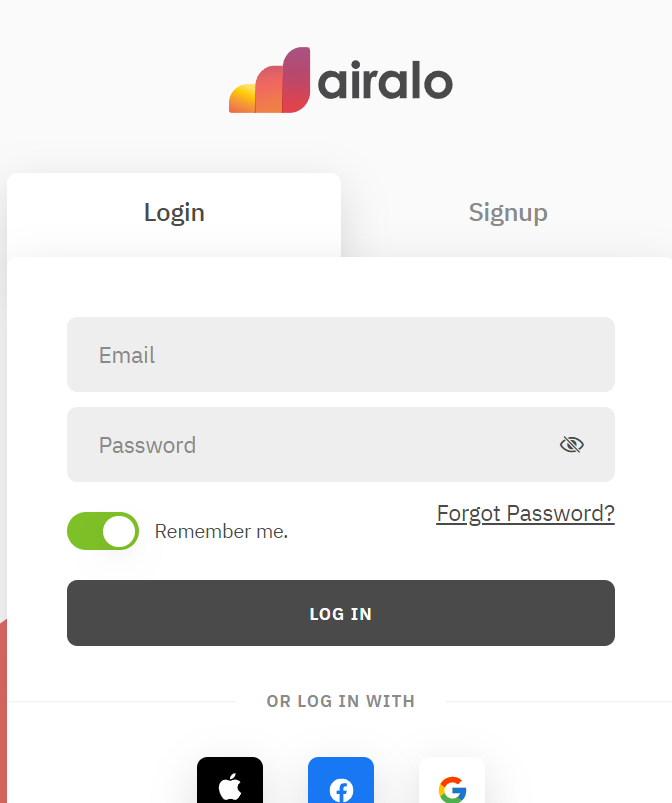 airalo
Login
Signup
Email
Password
Forgot Password?
Remember me.
LOG IN
OR LOG IN WITH